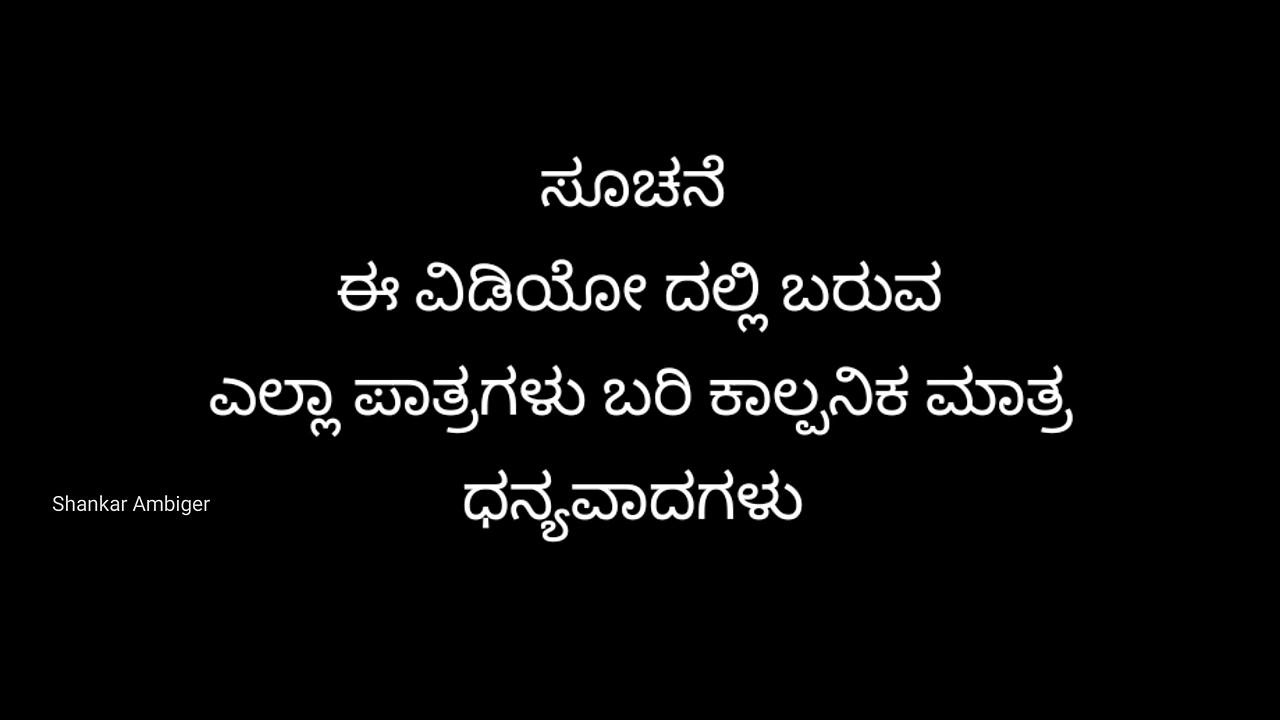 ಸೂಚನೆ
ಈ ವಿಡಿಯೋ ದಲ್ಲಿ ಬರುವ
ಎಲ್ಲಾ ಪಾತ್ರಗಳು ಬರಿ ಕಾಲ್ಪನಿಕ ಮಾತ್ರ
ಧನ್ಯವಾದಗಳು
Shankar Ambiger